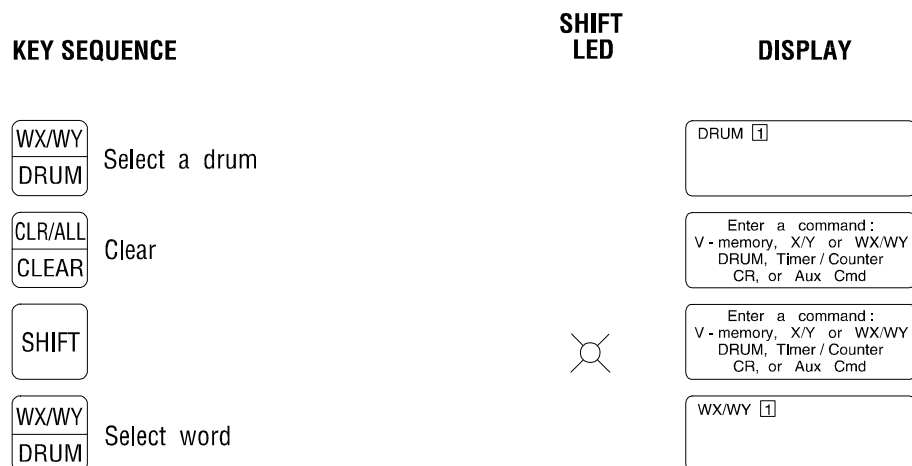 KEY SEQUENCE
SHIFT
LED
DISPLAY
WX/WY
DRUM
Select a drum
DRUM 1
CLR/ALL
CLEAR
Clear
Enter a command :
V - memory, X/Y or WX/WY
DRUM, Timer / Counter
CR, or Aux Cmd
SHIFT
Enter a command :
V - memory, X/Y or WX/WY
DRUM, TImer / Counter
CR, or Aux Cmd
WX/WY
DRUM
Select word
WX/WY 1